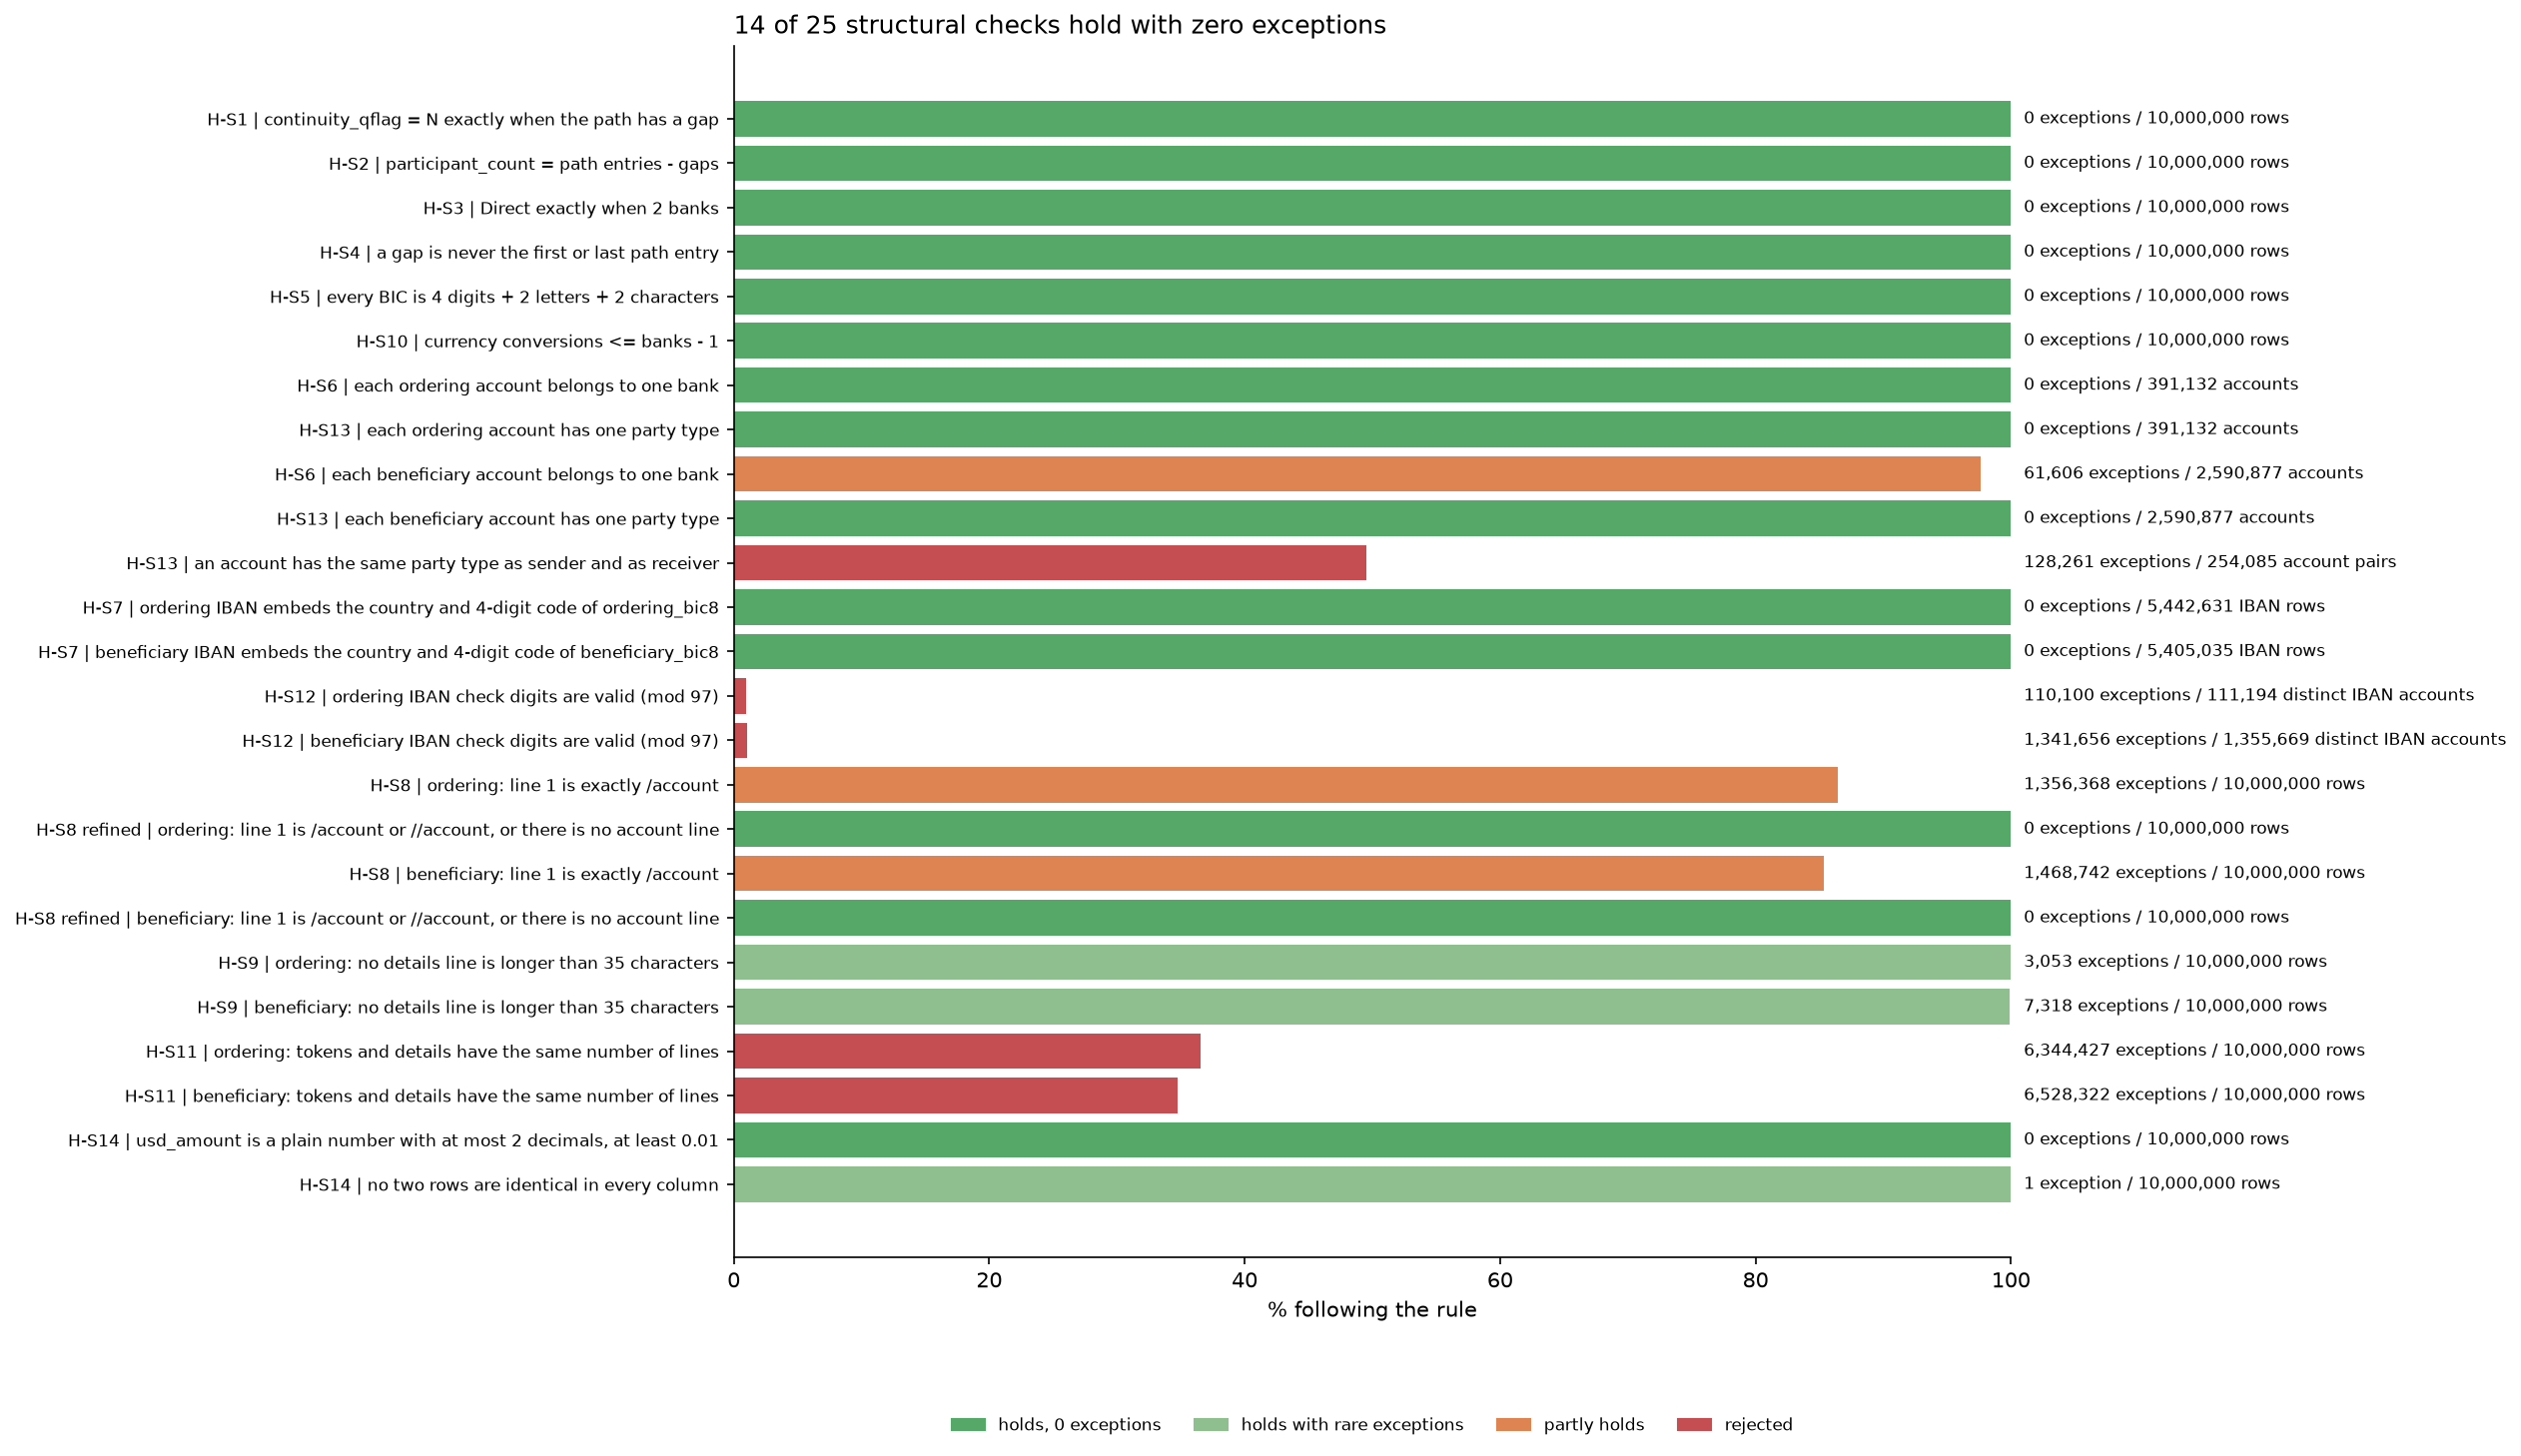 14 of 25 structural checks hold with zero exceptions
H-S1 | continuity_qflag = N exactly when the path has a gap 0 exceptions / 10,000,000 rows
H-S2 | participant_count = path entries - gaps 0 exceptions / 10,000,000 rows
H-S3 | Direct exactly when 2 banks 0 exceptions / 10,000,000 rows
H-S4 | a gap is never the first or last path entry 0 exceptions / 10,000,000 rows
H-S5 | every BIC is 4 digits + 2 letters + 2 characters 0 exceptions / 10,000,000 rows
H-S10 | currency conversions <= banks - 1 0 exceptions / 10,000,000 rows
H-S6 | each ordering account belongs to one bank 0 exceptions / 391,132 accounts
H-S13 | each ordering account has one party type 0 exceptions / 391,132 accounts
H-S6 | each beneficiary account belongs to one bank 61,606 exceptions / 2,590,877 accounts
H-S13 | each beneficiary account has one party type 0 exceptions / 2,590,877 accounts
H-S13 | an account has the same party type as sender and as receiver 128,261 exceptions / 254,085 account pairs
H-S7 | ordering IBAN embeds the country and 4-digit code of ordering_bic8 0 exceptions / 5,442,631 IBAN rows
H-S7 | beneficiary IBAN embeds the country and 4-digit code of beneficiary_bic8 0 exceptions / 5,405,035 IBAN rows
H-S12 | ordering IBAN check digits are valid (mod 97) 110,100 exceptions / 111,194 distinct IBAN accounts
H-S12 | beneficiary IBAN check digits are valid (mod 97) 1,341,656 exceptions / 1,355,669 distinct IBAN accounts
H-S8 | ordering: line 1 is exactly /account 1,356,368 exceptions / 10,000,000 rows
H-S8 refined | ordering: line 1 is /account or //account, or there is no account line 0 exceptions / 10,000,000 rows
H-S8 | beneficiary: line 1 is exactly /account 1,468,742 exceptions / 10,000,000 rows
H-S8 refined | beneficiary: line 1 is /account or //account, or there is no account line 0 exceptions / 10,000,000 rows
H-S9 | ordering: no details line is longer than 35 characters 3,053 exceptions / 10,000,000 rows
H-S9 | beneficiary: no details line is longer than 35 characters 7,318 exceptions / 10,000,000 rows
H-S11 | ordering: tokens and details have the same number of lines 6,344,427 exceptions / 10,000,000 rows
H-S11 | beneficiary: tokens and details have the same number of lines 6,528,322 exceptions / 10,000,000 rows
H-S14 | usd_amount is a plain number with at most 2 decimals, at least 0.01 0 exceptions / 10,000,000 rows
H-S14 | no two rows are identical in every column 1 exception / 10,000,000 rows
0 20 40 60 80 100
% following the rule
holds, 0 exceptions holds with rare exceptions partly holds rejected